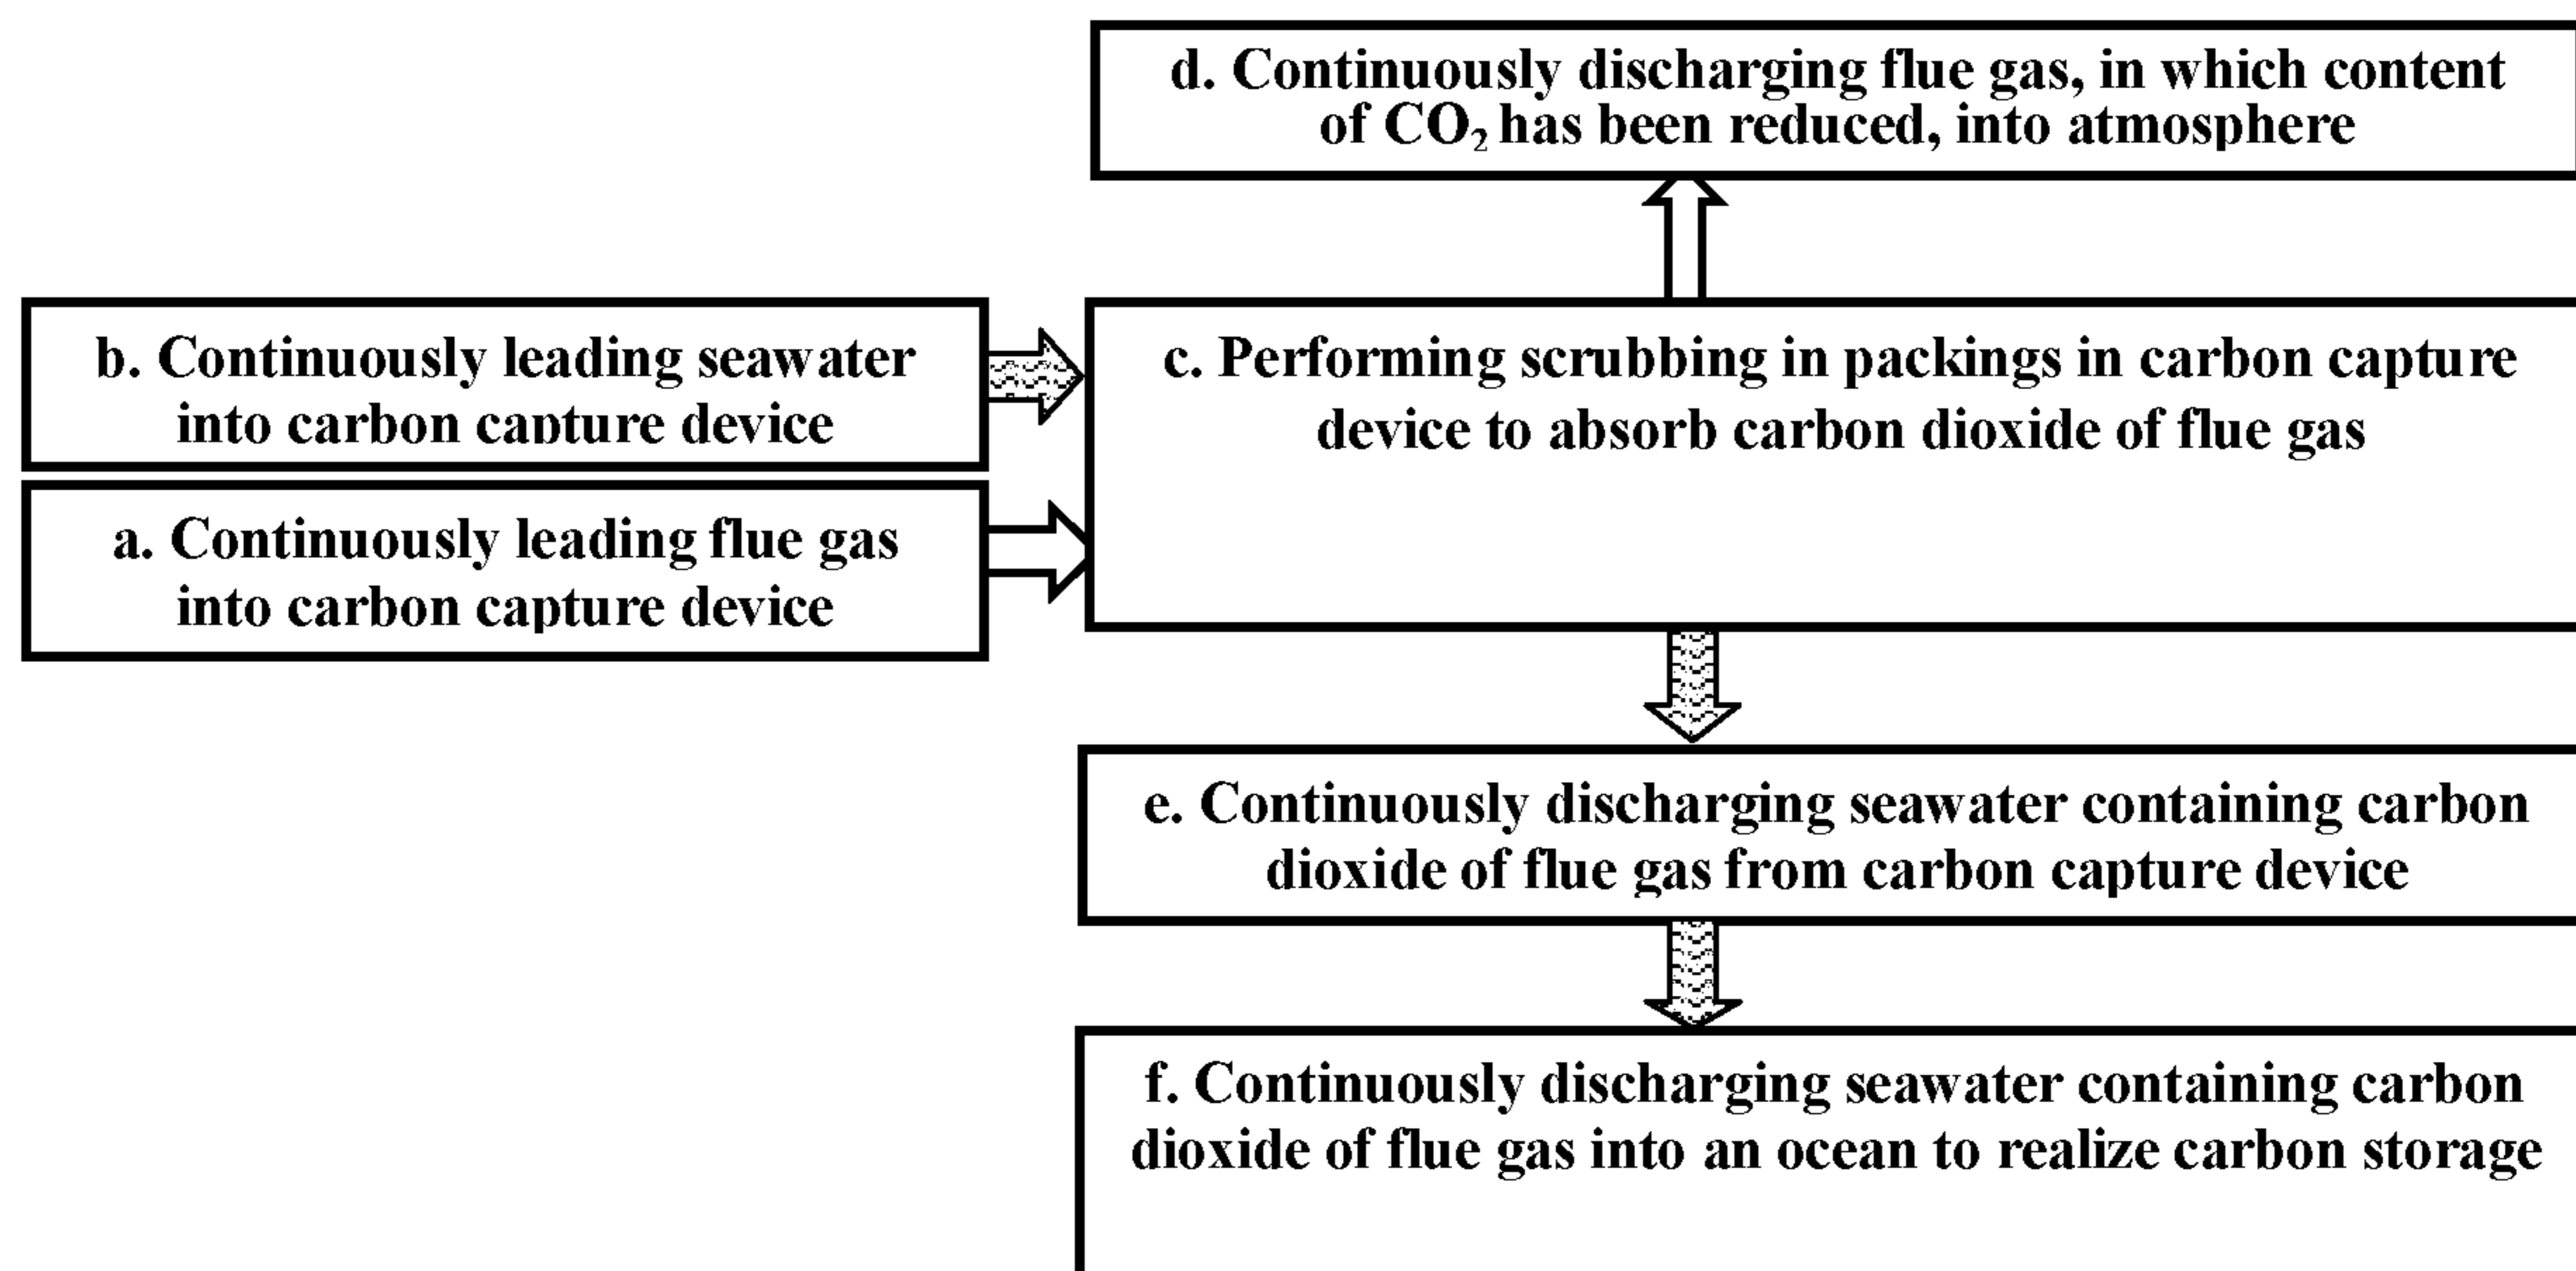 d. Continuously discharging flue gas, in which content
of CO₂ has been reduced, into atmosphere
b. Continuously leading seawater
into carbon capture device
c. Performing scrubbing in packings in carbon capture
device to absorb carbon dioxide of flue gas
a. Continuously leading flue gas
into carbon capture device
e. Continuously discharging seawater containing carbon
dioxide of flue gas from carbon capture device
f. Continuously discharging seawater containing carbon
dioxide of flue gas into an ocean to realize carbon storage